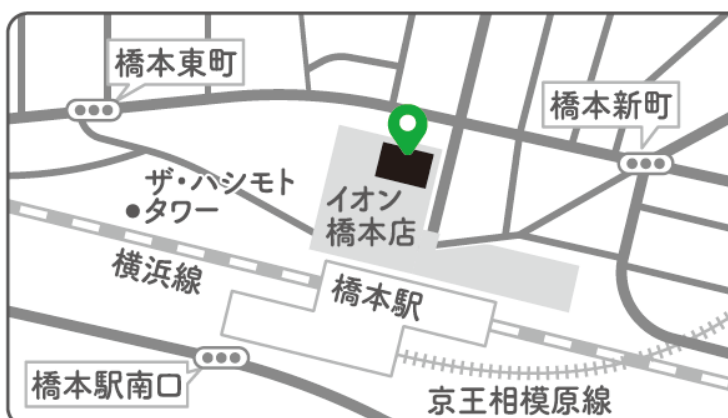 橋本東町
橋本新町
ザ・ハシモト
タワー
イオン
橋本店
横浜線
橋本駅
橋本駅南口
京王相模原線